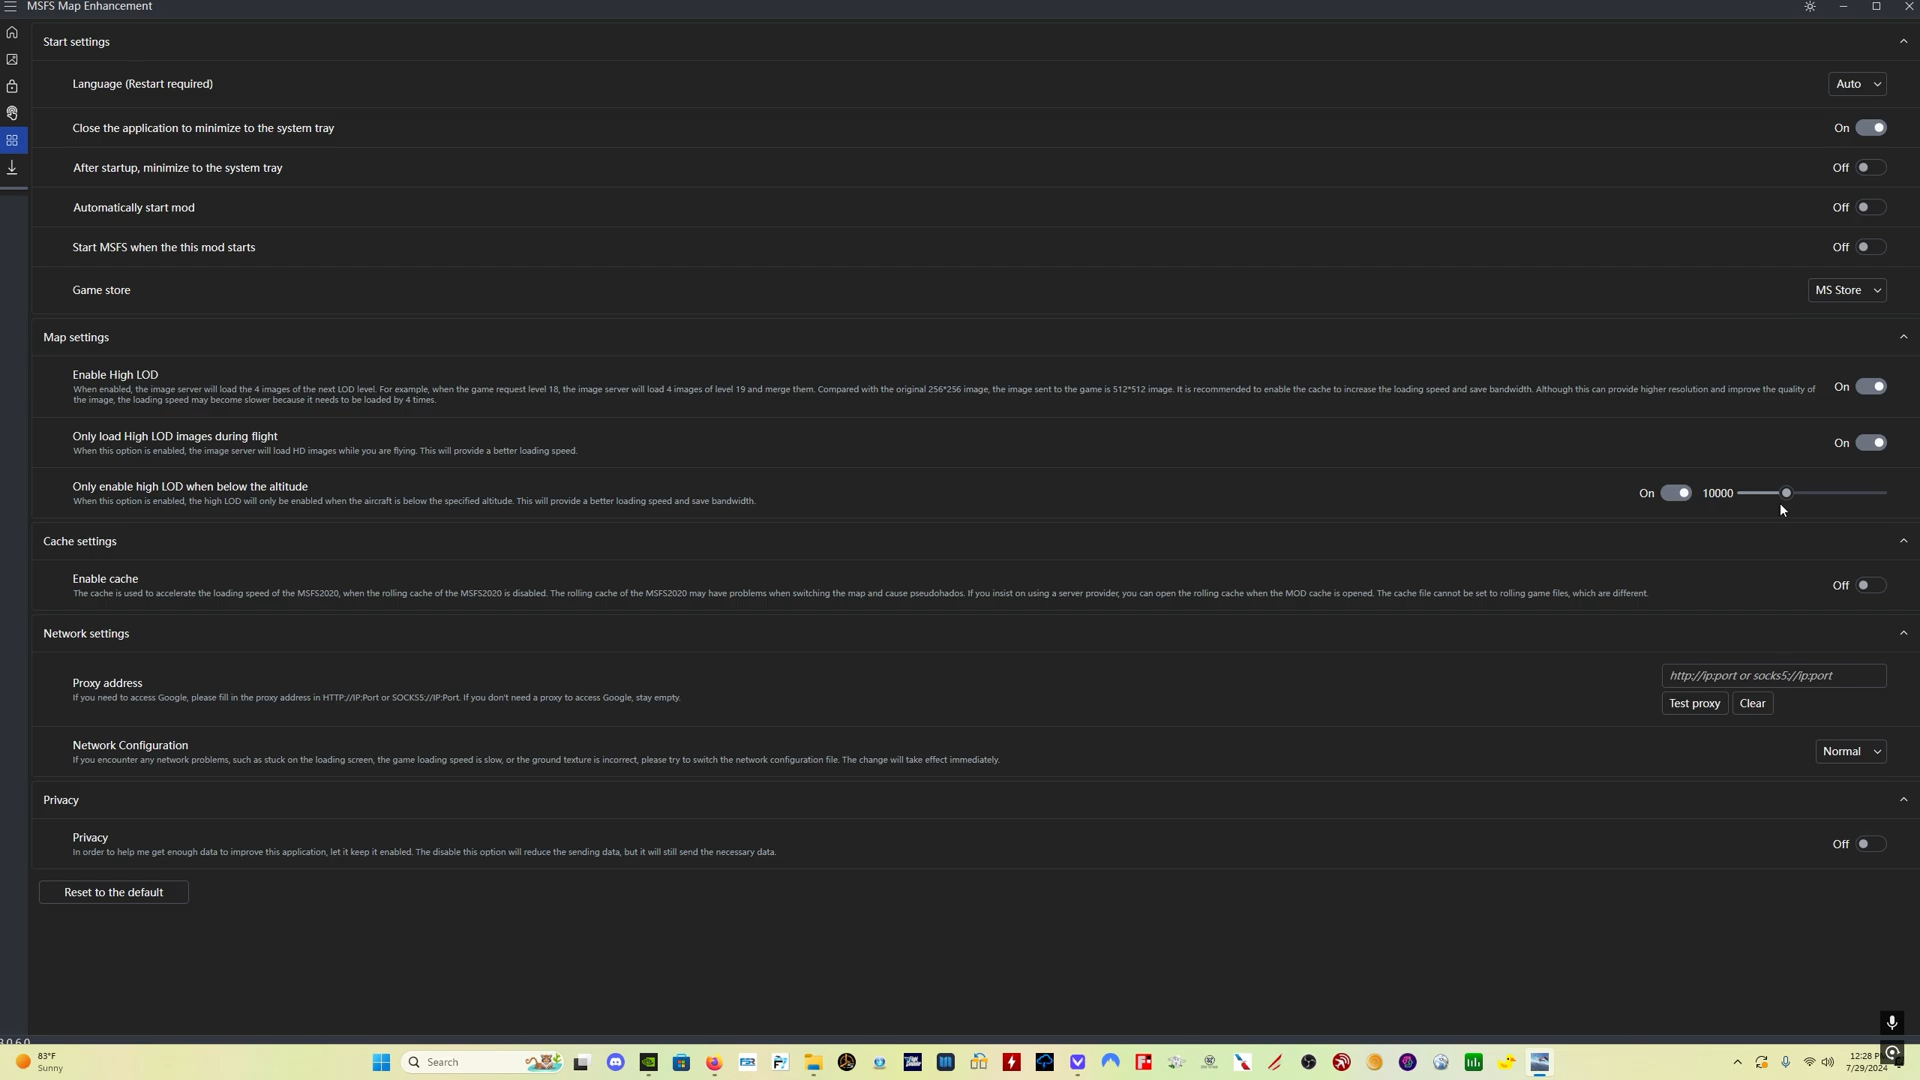 MSFS Map Enhancement
Start settings
Language (Restart required)
Auto
Close the application to minimize to the system tray
On
After startup, minimize to the system tray
Off
Automatically start mod
Off
Start MSFS when the this mod starts
Off
Game store
MS Store
Map settings
Enable High LOD
When enabled, the image server will load the 4 images of the next LOD level. For example, when the game request level 18, the image server will load 4 images of level 19 and merge them. Compared with the original 256*256 image, the image sent to the game is 512*512 image. It is recommended to enable the cache to increase the loading speed and save bandwidth. Although this can provide higher resolution and improve the quality of
the image, the loading speed may become slower because it needs to be loaded by 4 times.
On
Only load High LOD images during flight
When this option is enabled, the image server will load HD images while you are flying. This will provide a better loading speed.
On
Only enable high LOD when below the altitude
When this option is enabled, the high LOD will only be enabled when the aircraft is below the specified altitude. This will provide a better loading speed and save bandwidth.
On 10000
Cache settings
Enable cache
The cache is used to accelerate the loading speed of the MSFS2020, when the rolling cache of the MSFS2020 is disabled. The rolling cache of the MSFS2020 may have problems when switching the map and cause pseudohados. If you insist on using a server provider, you can open the rolling cache when the MOD cache is opened. The cache file cannot be set to rolling game files, which are different.
Off
Network settings
Proxy address
If you need to access Google, please fill in the proxy address in HTTP://IP:Port or SOCKS5://IP:Port. If you don't need a proxy to access Google, stay empty.
http://ip:port or socks5://ip:port
Test proxy Clear
Network Configuration
If you encounter any network problems, such as stuck on the loading screen, the game loading speed is slow, or the ground texture is incorrect, please try to switch the network configuration file. The change will take effect immediately.
Normal
Privacy
Privacy
In order to help me get enough data to improve this application, let it keep it enabled. The disable this option will reduce the sending data, but it will still send the necessary data.
Off
Reset to the default
83°F
Sunny
Search
12:28
7/29/2024